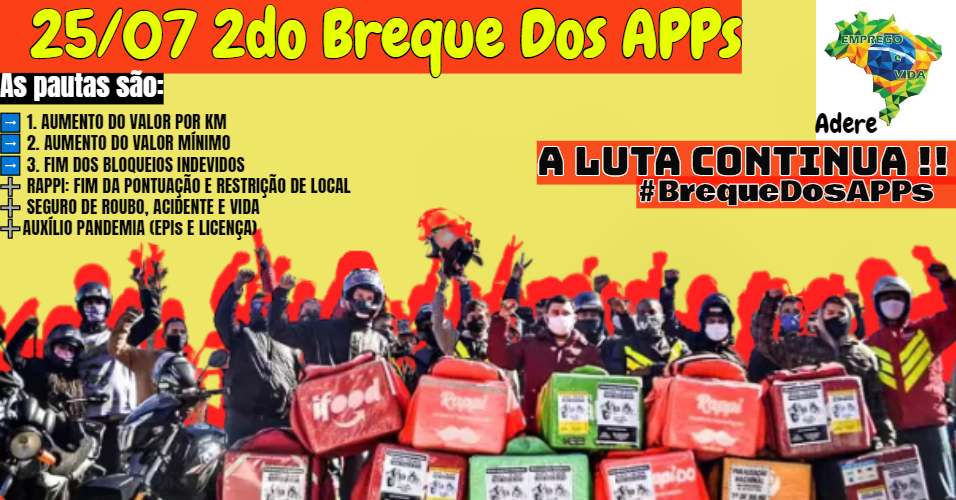 25/07 2do Breque Dos APPs
As pautas são:
1. AUMENTO DO VALOR POR KM
2. AUMENTO DO VALOR MÍNIMO
3. FIM DOS BLOQUEIOS INDEVIDOS
RAPPI: FIM DA PONTUAÇÃO E RESTRIÇÃO DE LOCAL
SEGURO DE ROUBO, ACIDENTE E VIDA
AUXÍLIO PANDEMIA (EPIs E LICENÇA)
EMPREGO
e
VIDA
Adere
A LUTA CONTINUA !!
#BrequeDosAPPs
ifood
Rappi
Rappi
Rappi